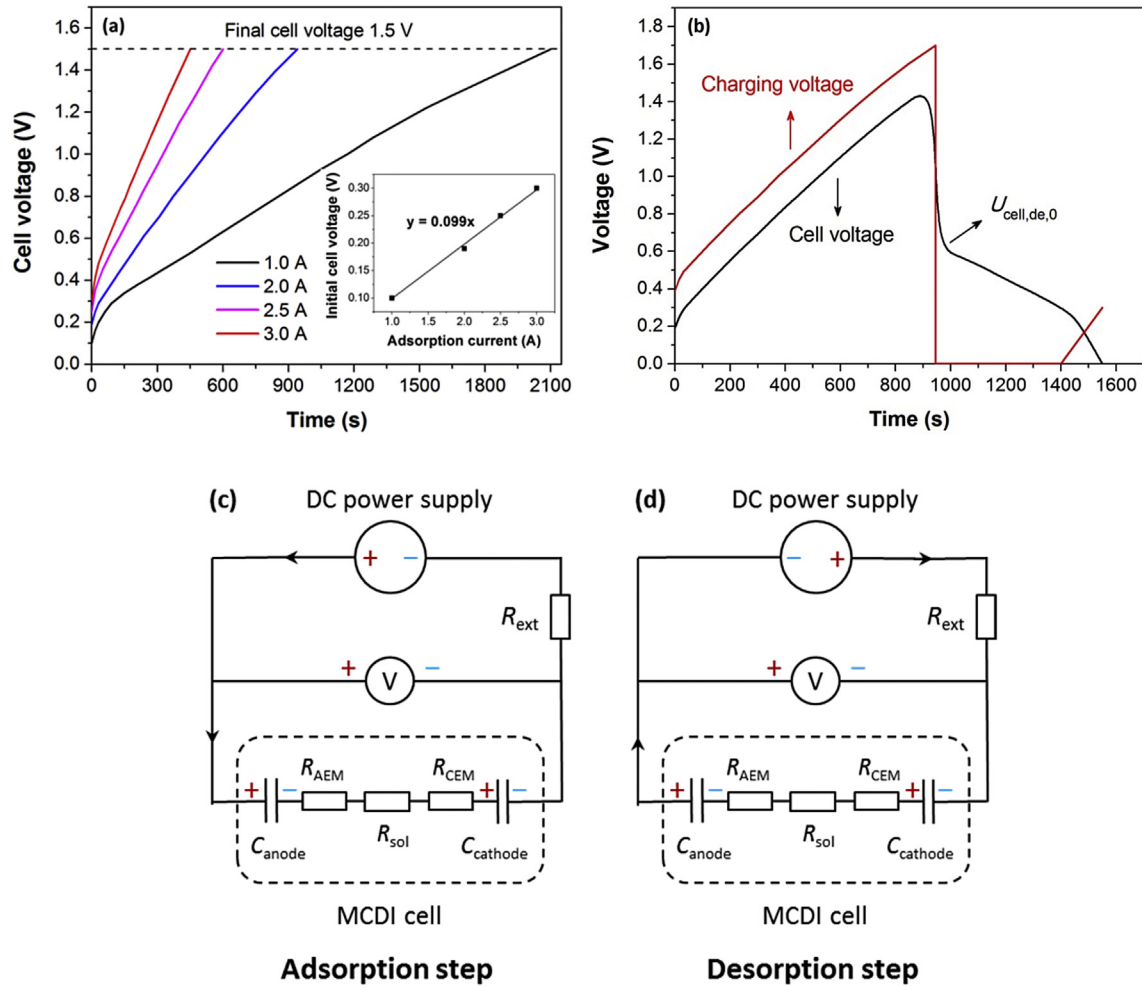 (a)
Final cell voltage 1.5 V
Cell voltage (V)
1.6
1.4
1.2
1.0
0.8
0.6
0.4
0.2
0.0
1.0 A
2.0 A
2.5 A
3.0 A
Initial cell voltage (V)
0.30
0.25
0.20
0.15
0.10
y = 0.099x
1.0 1.5 2.0 2.5 3.0
Adsorption current (A)
0 300 600 900 1200 1500 1800 2100
Time (s)
(b)
Voltage (V)
1.8
1.6
1.4
1.2
1.0
0.8
0.6
0.4
0.2
0.0
Charging voltage
Cell voltage
Ucell,de,0
0 200 400 600 800 1000 1200 1400 1600
Time (s)
(c)
DC power supply
+ −
Rext
+ −
V
RAEM RCEM
+ − + −
Rsol
Canode Ccathode
MCDI cell
Adsorption step
(d)
DC power supply
− +
Rext
+ −
V
RAEM RCEM
+ − + −
Rsol
Canode Ccathode
MCDI cell
Desorption step